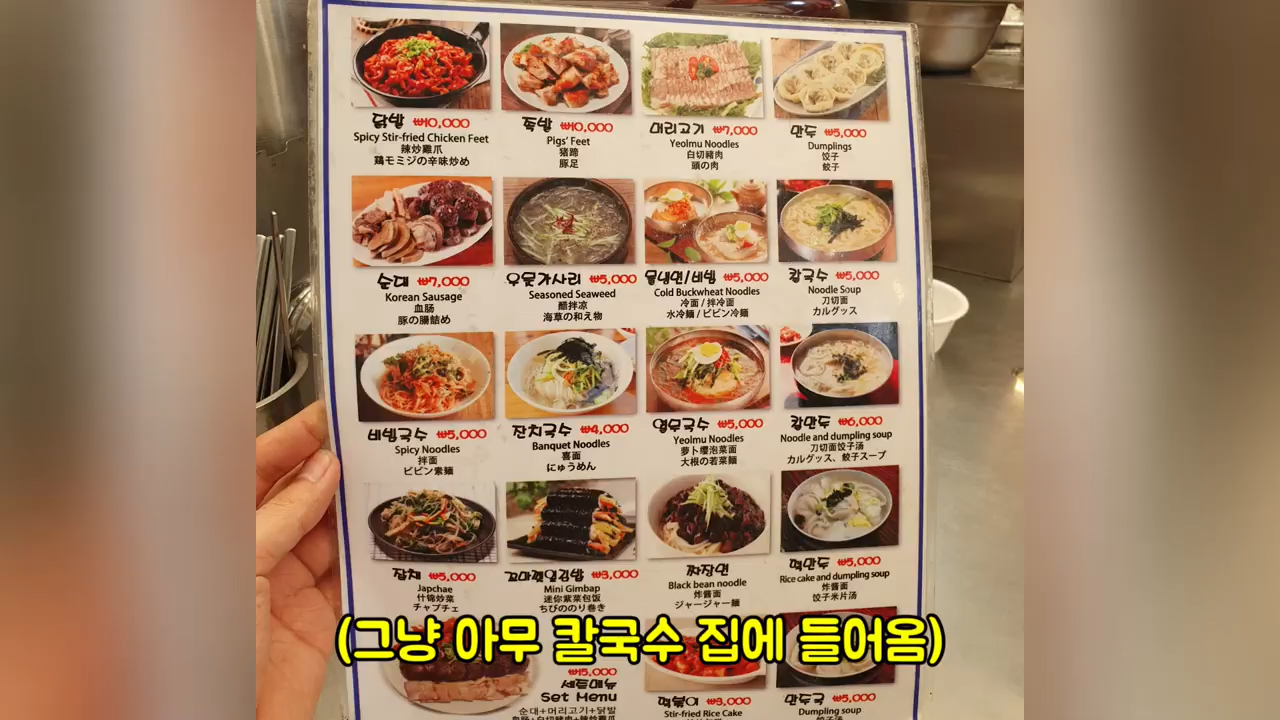 닭발 ₩10,000
Spicy Stir-fried Chicken Feet
辣炒雞爪
鶏モミジの辛味炒め
족발 ₩10,000
Pigs' Feet
猪蹄
豚足
머리고기 ₩7,000
Yeolmu Noodles
白切豬肉
頭の肉
만두 ₩5,000
Dumplings
饺子
餃子
순대 ₩7,000
Korean Sausage
血肠
豚の腸詰め
우뭇가사리 ₩5,000
Seasoned Seaweed
醋拌凉
海草の和え物
물냉면/비빔 ₩5,000
Cold Buckwheat Noodles
冷面 / 拌冷面
水冷麺 / ビビン冷麺
칼국수 ₩5,000
Noodle Soup
刀切面
カルグッス
비빔국수 ₩5,000
Spicy Noodles
拌面
ビビン素麺
잔치국수 ₩4,000
Banquet Noodles
喜面
にゅうめん
열무국수 ₩5,000
Yeolmu Noodles
萝卜缨泡菜面
大根の若菜麺
칼만두 ₩6,000
Noodle and dumpling soup
刀切面饺子汤
カルグッス、餃子スープ
잡채 ₩5,000
Japchae
什锦炒菜
チャプチェ
꼬마김밥 ₩3,000
Mini Gimbap
迷你紫菜包饭
ちびののり巻き
짜장면
Black bean noodle
炸酱面
ジャージャー麺
떡만두 ₩5,000
Rice cake and dumpling soup
炸酱面
饺子米片汤
(그냥 아무 칼국수 집에 들어옴)
₩15,000
세트메뉴
Set Menu
순대+머리고기+닭발
血肠+白切豬肉+辣炒雞爪
떡볶이 ₩3,000
Stir-fried Rice Cake
만두국 ₩5,000
Dumpling soup